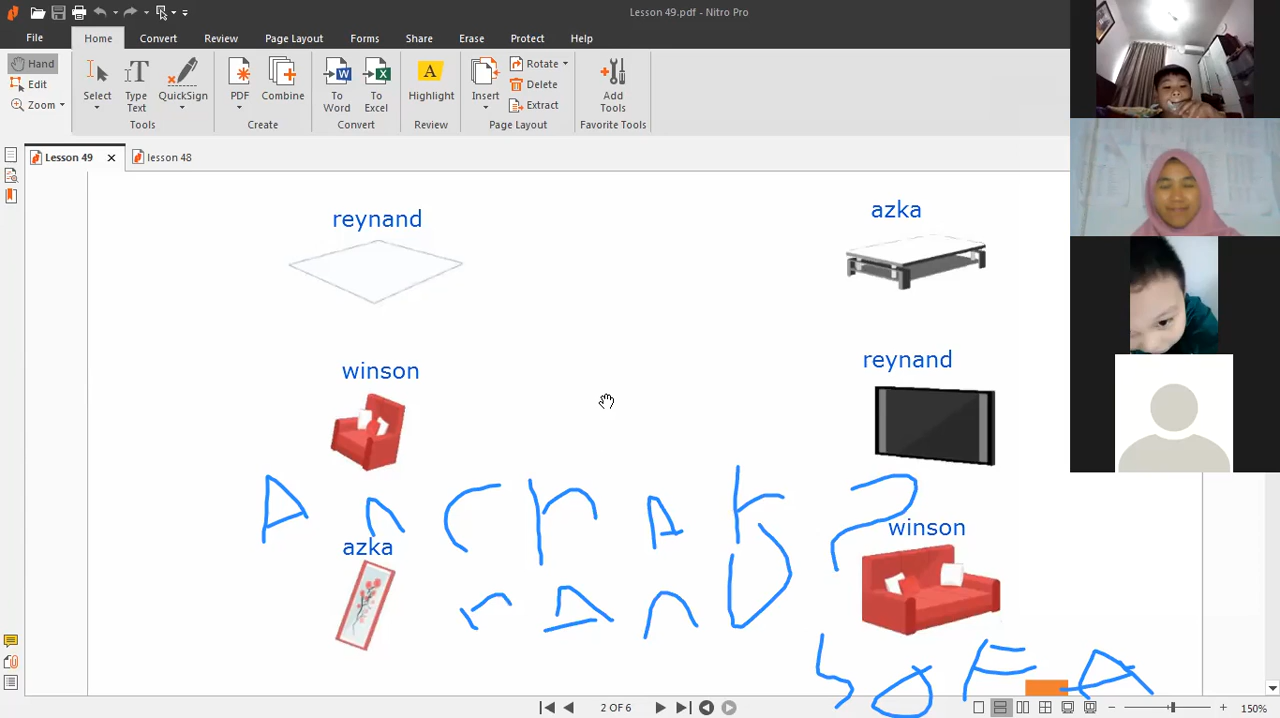 Lesson 49.pdf - Nitro Pro
File Home Convert Review Page Layout Forms Share Erase Protect Help
Hand
Edit
Zoom
Select
Type Text
QuickSign
Tools
PDF
Combine
Create
To Word
To Excel
Convert
Highlight
Review
Insert
Rotate
Delete
Extract
Page Layout
Add Tools
Favorite Tools
Lesson 49
lesson 48
reynand
azka
winson
reynand
azka
winson
SOFA
2 OF 6
150%